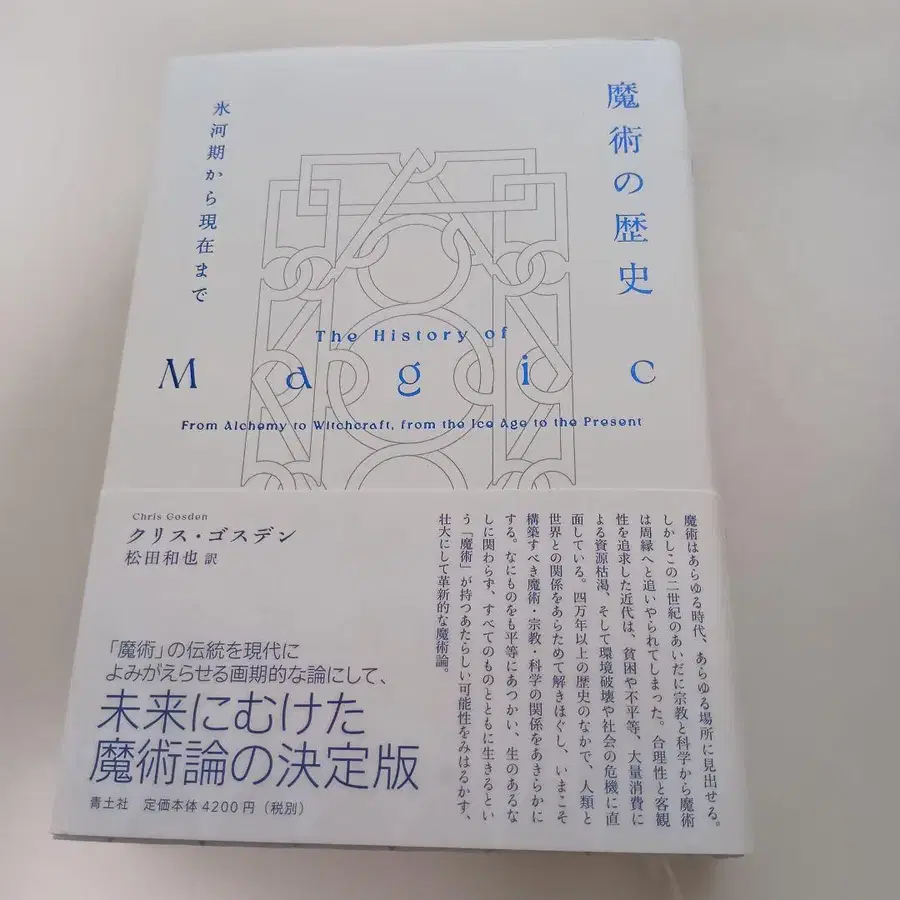 魔術の歴史
氷河期から現在まで
The History of
Magic
From Alchemy to Witchcraft, from the Ice Age to the Present
Chris Gosden
クリス・ゴスデン
松田和也 訳
魔術はあらゆる時代、あらゆる場所に見出せる。
しかしこの二世紀のあいだに宗教と科学から魔術
は周縁へと追いやられてしまった。合理性と客観
性を追求した近代は、貧困や不平等、大量消費に
よる資源枯渇、そして環境破壊や社会の危機に直
面している。四万年以上の歴史のなかで、人類と
世界との関係をあらためて解きほぐし、いまこそ
構築すべき魔術・宗教・科学の関係をあきらかに
する。なにものをも平等にあつかい、生のあるな
しに関わらず、すべてのものとともに生きるとい
う「魔術」が持つあたらしい可能性をみはるかす、
壮大にして革新的な魔術論。
「魔術」の伝統を現代に
よみがえらせる画期的な論にして、
未来にむけた
魔術論の決定版
青土社 定価本体4200円（税別）